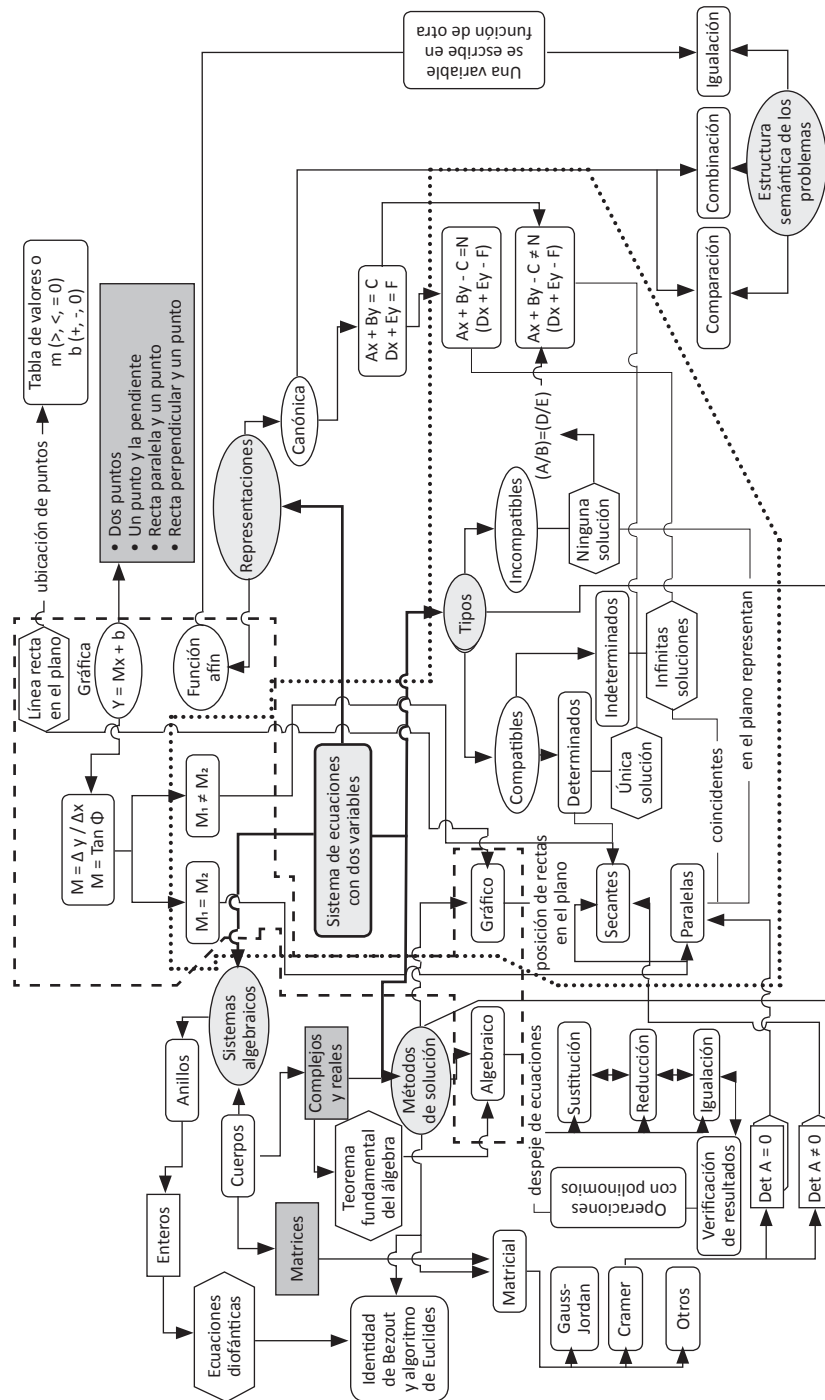 Tabla de valores o
m (>, <, = 0)
b (+, -, 0)
ubicación de puntos
Línea recta
en el plano
Gráfica
Y = Mx + b
• Dos puntos
• Un punto y la pendiente
• Recta paralela y un punto
• Recta perpendicular y un punto
M = Δ y / Δx
M = Tan Φ
M₁ = M₂
M₁ ≠ M₂
Función
afín
Representaciones
Canónica
Una variable
se escribe en
función de otra
Ax + By = C
Dx + Ey = F
Ax + By - C =N
(Dx + Ey - F)
Ax + By - C ≠ N
(Dx + Ey - F)
(A/B)=(D/E)
Sistema de ecuaciones
con dos variables
Sistemas
algebraicos
Anillos
Cuerpos
Enteros
Ecuaciones
diofánticas
Identidad
de Bezout
y algoritmo
de Euclides
Matrices
Complejos
y reales
Teorema
fundamental
del álgebra
Métodos
de solución
Gráfico
Algebraico
Matricial
Gauss-
Jordan
Cramer
Otros
posición de rectas
en el plano
Secantes
Paralelas
despeje de ecuaciones
Sustitución
Reducción
Igualación
Operaciones
con polinomios
Verificación
de resultados
Det A = 0
Det A ≠ 0
Tipos
Compatibles
Incompatibles
Determinados
Indeterminados
Única
solución
Infinitas
soluciones
Ninguna
solución
coincidentes
en el plano representan
Comparación
Combinación
Igualación
Estructura
semántica de los
problemas